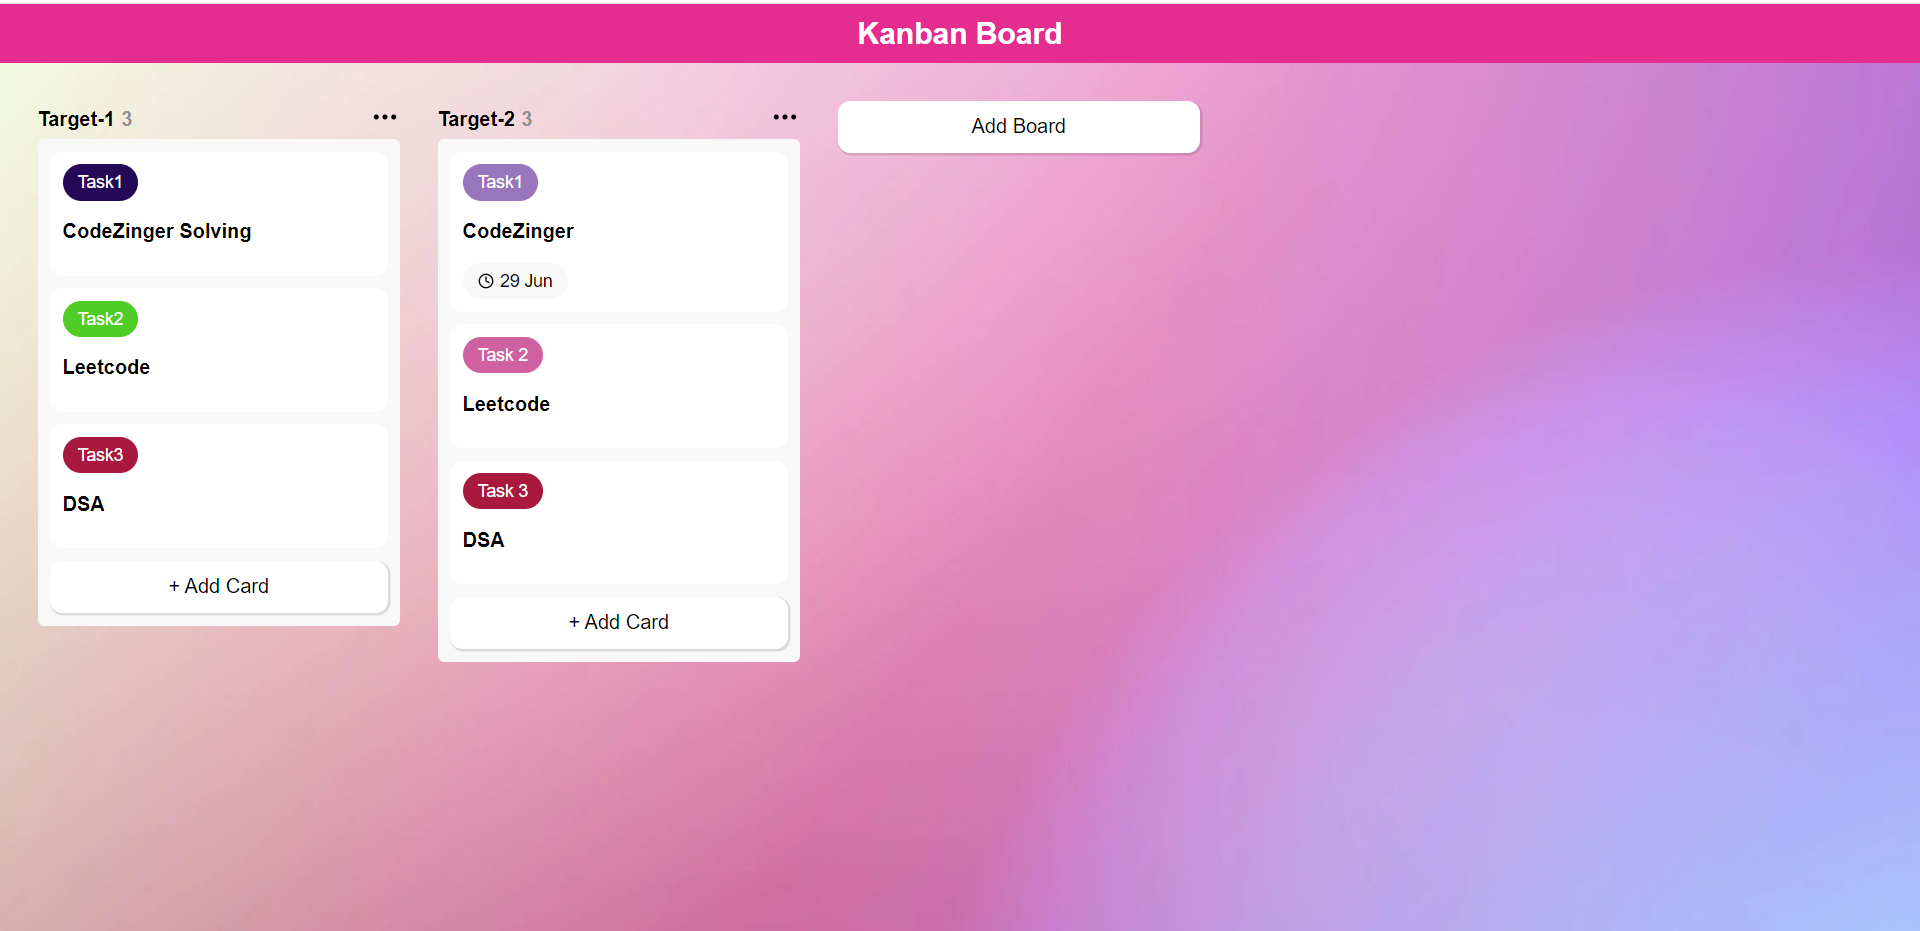 Kanban Board
Target-1 3
Task1
CodeZinger Solving
Task2
Leetcode
Task3
DSA
+ Add Card
Target-2 3
Task1
CodeZinger
29 Jun
Task 2
Leetcode
Task 3
DSA
+ Add Card
Add Board